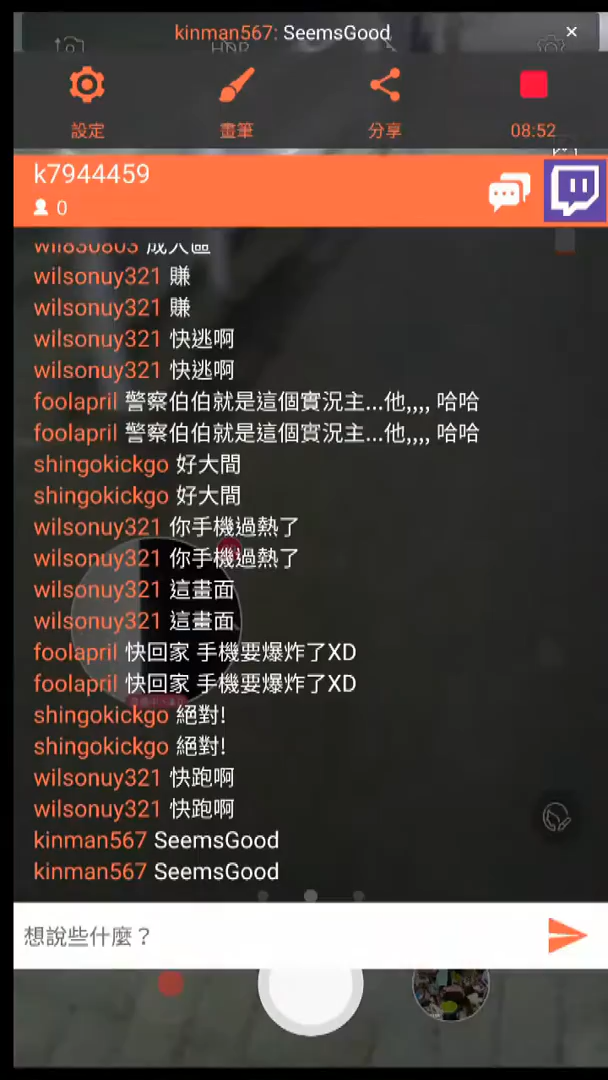 kinman567: SeemsGood
HDR
設定
畫筆
分享
08:52
k7944459
0
wil830803 成人區
wilsonuy321 賺
wilsonuy321 賺
wilsonuy321 快逃啊
wilsonuy321 快逃啊
foolapril 警察伯伯就是這個實況主...他,,,, 哈哈
foolapril 警察伯伯就是這個實況主...他,,,, 哈哈
shingokickgo 好大間
shingokickgo 好大間
wilsonuy321 你手機過熱了
wilsonuy321 你手機過熱了
wilsonuy321 這畫面
wilsonuy321 這畫面
foolapril 快回家 手機要爆炸了XD
foolapril 快回家 手機要爆炸了XD
shingokickgo 絕對!
shingokickgo 絕對!
wilsonuy321 快跑啊
wilsonuy321 快跑啊
kinman567 SeemsGood
kinman567 SeemsGood
想說些什麼？